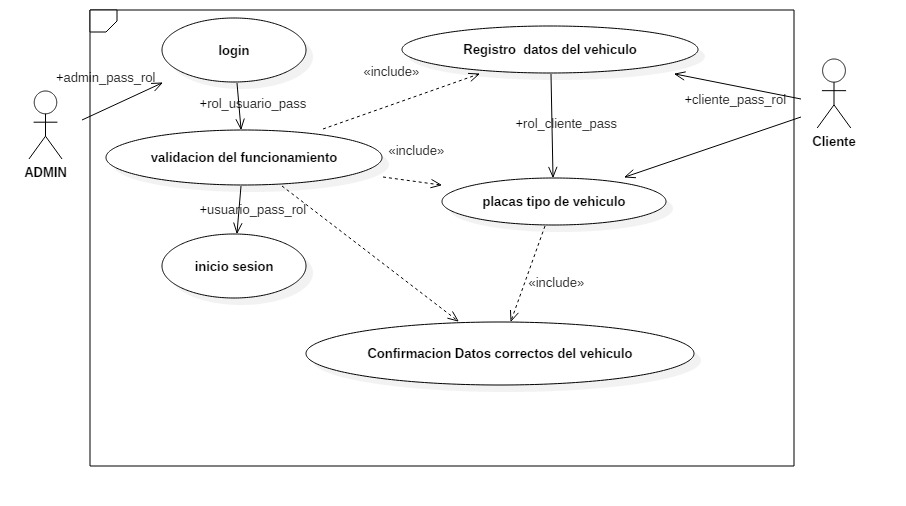 login
Registro datos del vehiculo
«include»
+admin_pass_rol
+cliente_pass_rol
+rol_usuario_pass
+rol_cliente_pass
Cliente
«include»
validacion del funcionamiento
ADMIN
placas tipo de vehiculo
+usuario_pass_rol
inicio sesion
«include»
Confirmacion Datos correctos del vehiculo